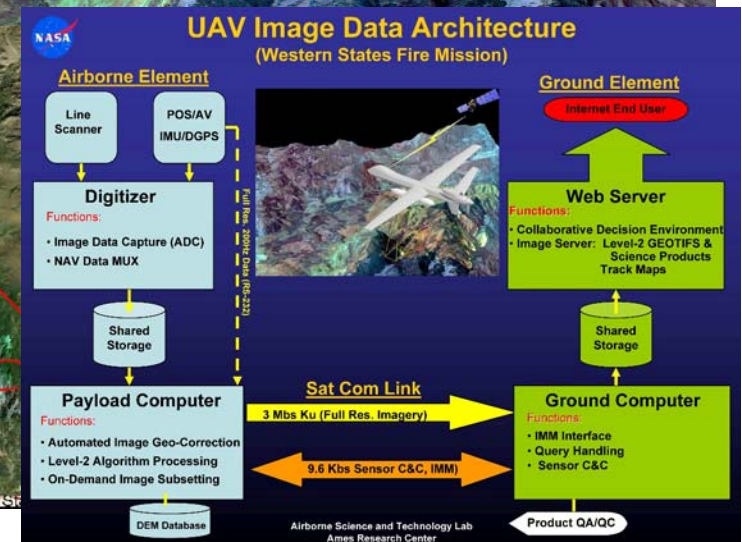 NASA
UAV Image Data Architecture
(Western States Fire Mission)
Airborne Element
Line
Scanner
POS/AV
IMU/DGPS
Digitizer
Functions:
• Image Data Capture (ADC)
• NAV Data MUX
Full Res. 200Hz Data (RS-232)
Shared
Storage
Payload Computer
Functions:
• Automated Image Geo-Correction
• Level-2 Algorithm Processing
• On-Demand Image Subsetting
DEM Database
Sat Com Link
3 Mbs Ku (Full Res. Imagery)
9.6 Kbs Sensor C&C, IMM)
Ground Element
Internet End User
Web Server
Functions:
• Collaborative Decision Environment
• Image Server: Level-2 GEOTIFS &
Science Products
Track Maps
Shared
Storage
Ground Computer
Functions:
• IMM Interface
• Query Handling
• Sensor C&C
Product QA/QC
Airborne Science and Technology Lab
Ames Research Center